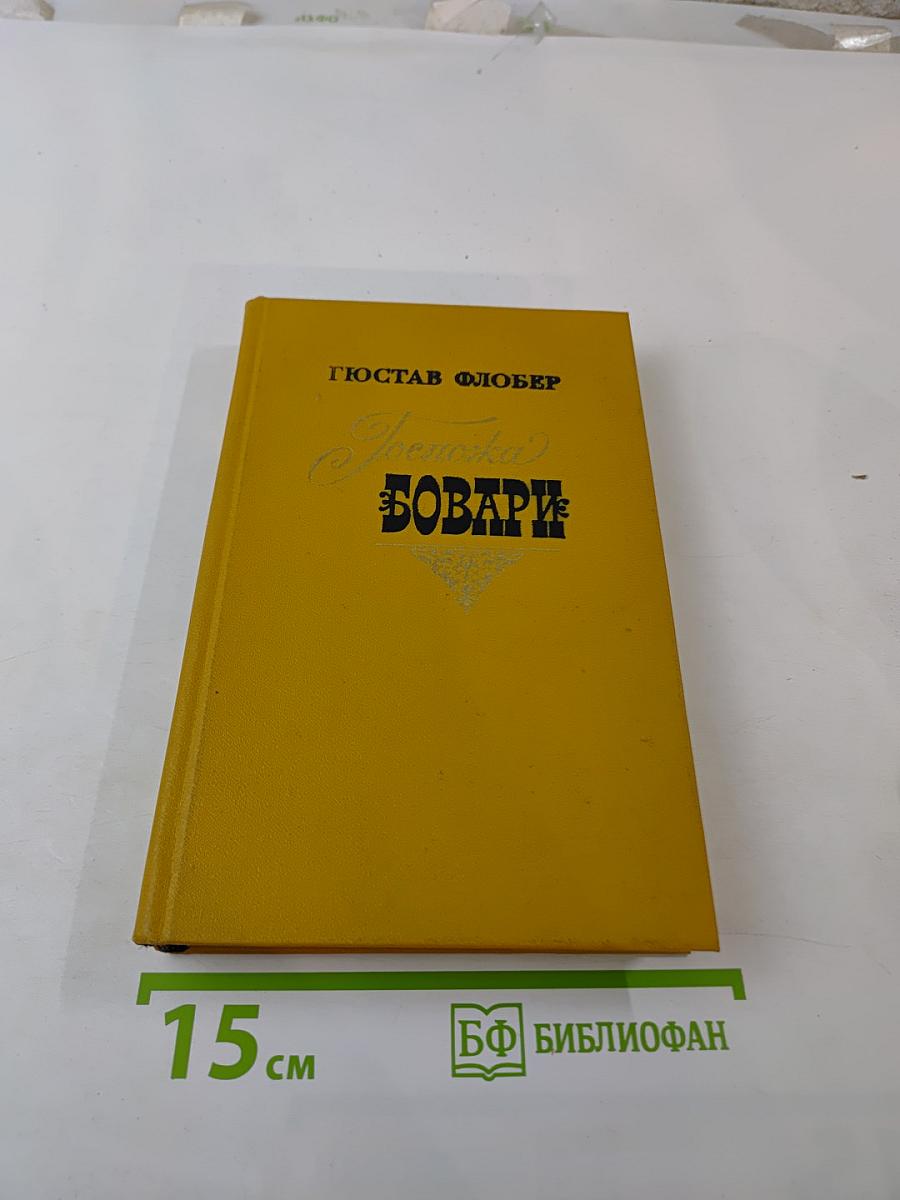 ГЮСТАВ ФЛОБЕР
Госпожа
БОВАРИ
15 см
БФ БИБЛИОФАН